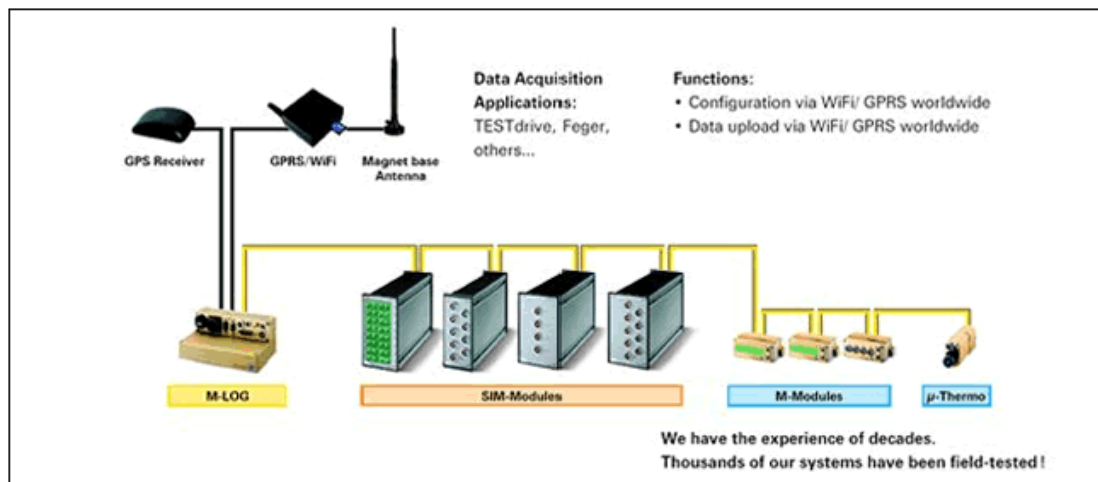 Data Acquisition
Applications:
TESTdrive, Feger,
others...
Functions:
• Configuration via WiFi/ GPRS worldwide
• Data upload via WiFi/ GPRS worldwide
GPS Receiver
GPRS/WiFi
Magnet base
Antenna
M-LOG
SIM-Modules
M-Modules
µ-Thermo
We have the experience of decades.
Thousands of our systems have been field-tested!